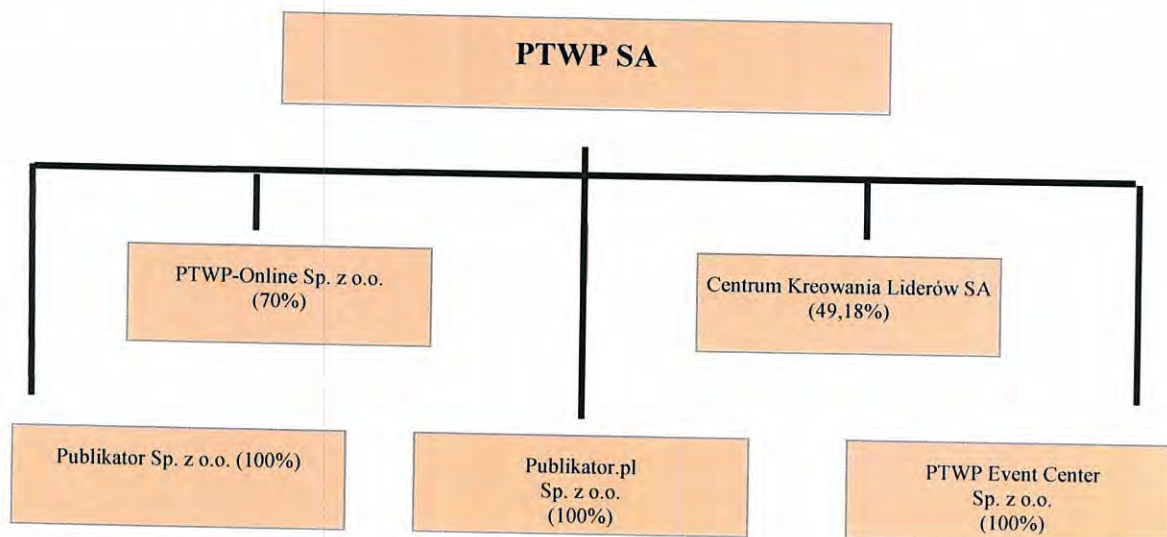 PTWP SA
PTWP-Online Sp. z o.o.
(70%)
Centrum Kreowania Liderów SA
(49,18%)
Publikator Sp. z o.o. (100%)
Publikator.pl
Sp. z o.o.
(100%)
PTWP Event Center
Sp. z o.o.
(100%)